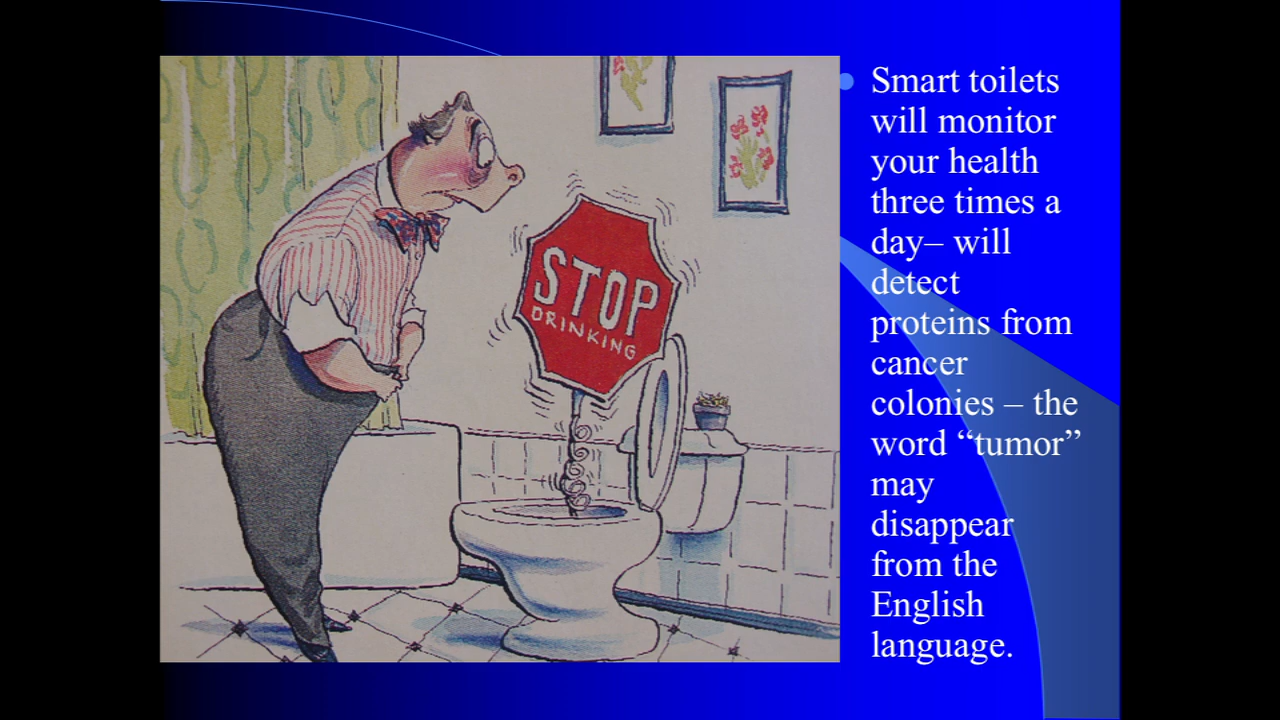 STOP
DRINKING
Smart toilets
will monitor
your health
three times a
day– will
detect
proteins from
cancer
colonies – the
word “tumor”
may
disappear
from the
English
language.